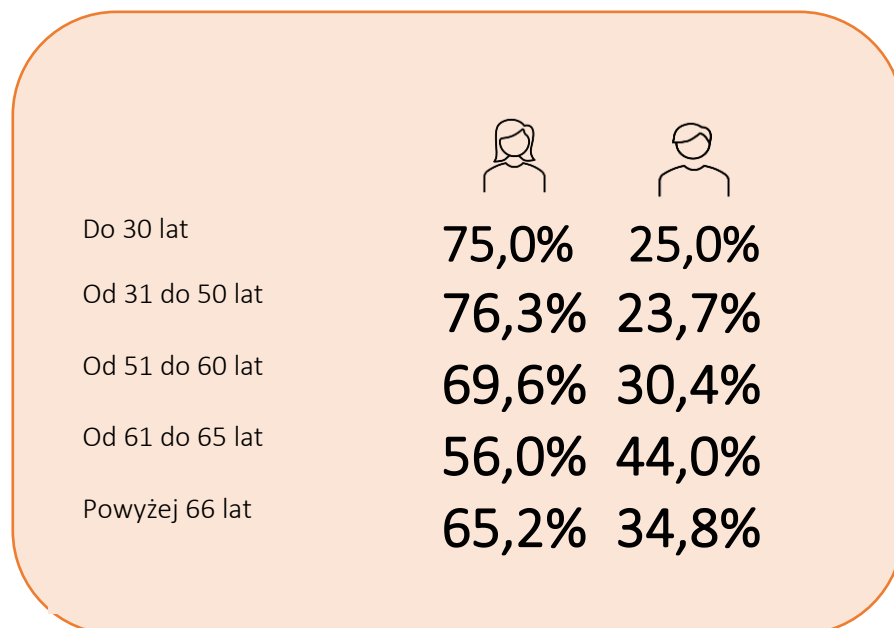 Do 30 lat 75,0% 25,0%
Od 31 do 50 lat 76,3% 23,7%
Od 51 do 60 lat 69,6% 30,4%
Od 61 do 65 lat 56,0% 44,0%
Powyżej 66 lat 65,2% 34,8%